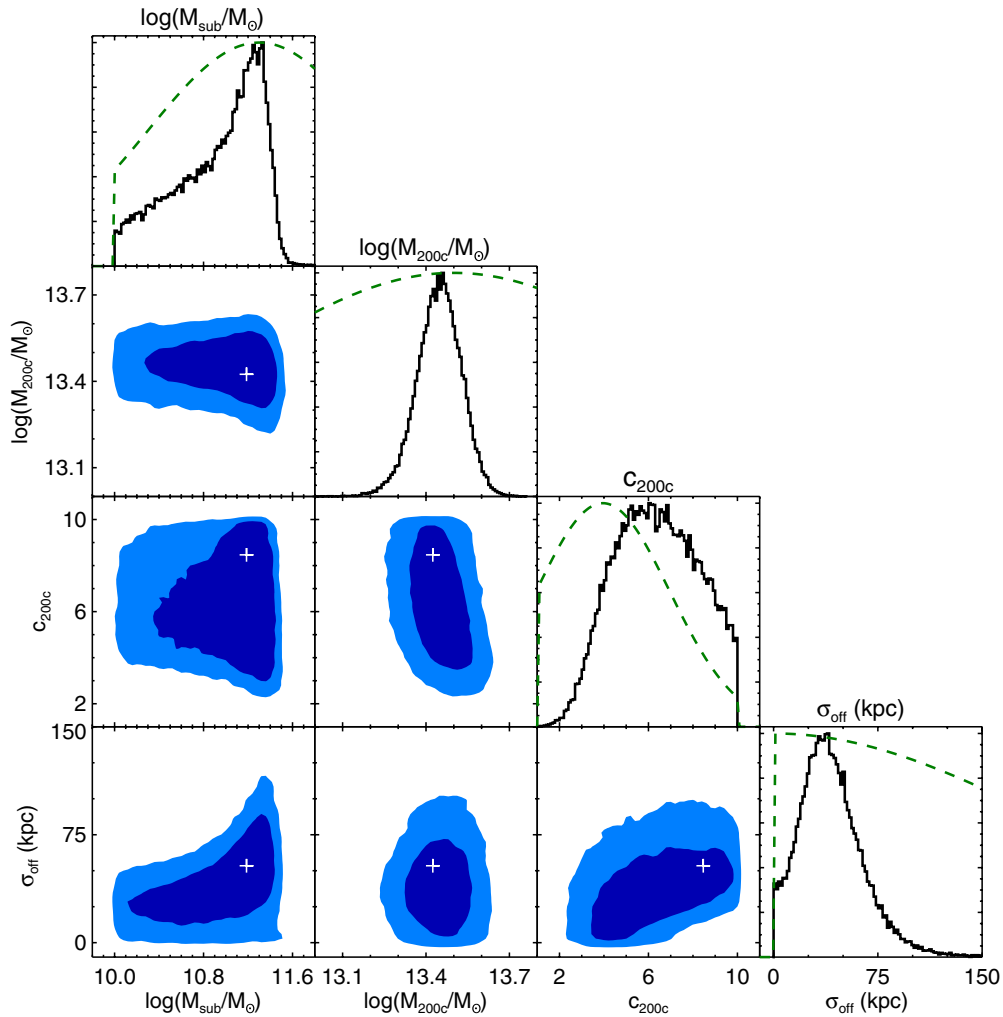 log(M_sub/M_⊙)
log(M_200c/M_⊙)
13.7
13.4
13.1
log(M_200c/M_⊙)
c_200c
10
6
2
c_200c
σ_off (kpc)
150
75
0
σ_off (kpc)
10.0 10.8 11.6 13.1 13.4 13.7 2 6 10 0 75 150
log(M_sub/M_⊙) log(M_200c/M_⊙) c_200c σ_off (kpc)